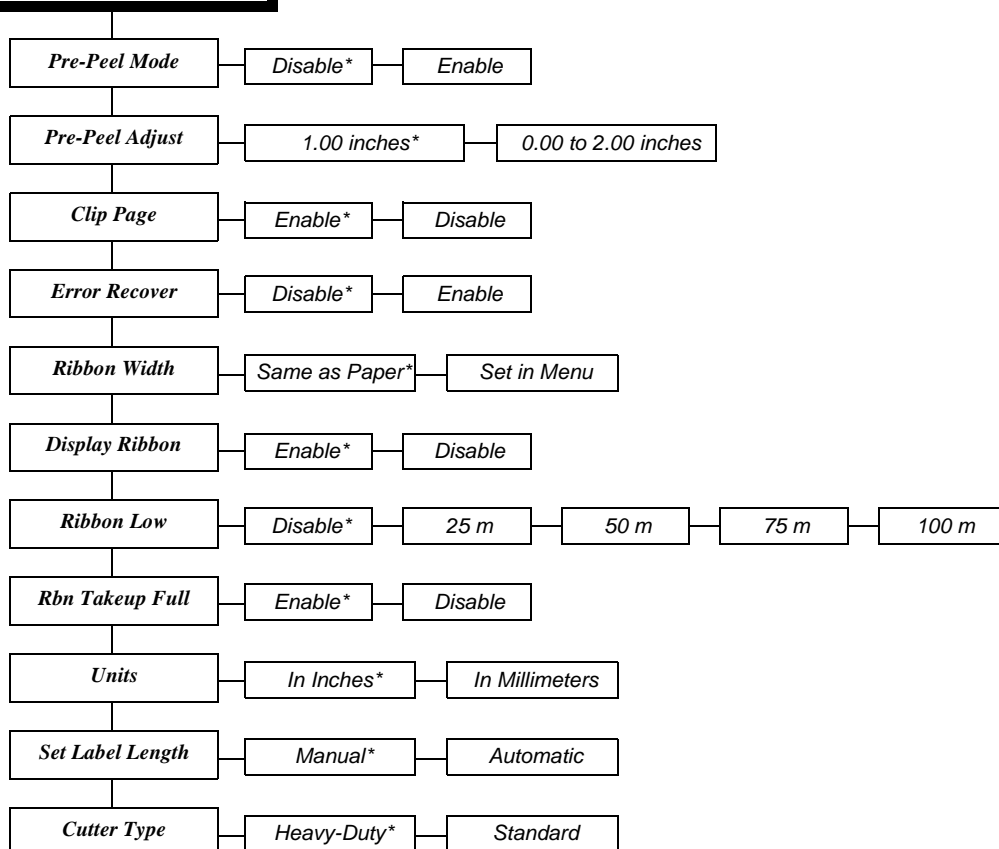 Pre-Peel Mode Disable* Enable
Pre-Peel Adjust 1.00 inches* 0.00 to 2.00 inches
Clip Page Enable* Disable
Error Recover Disable* Enable
Ribbon Width Same as Paper* Set in Menu
Display Ribbon Enable* Disable
Ribbon Low Disable* 25 m 50 m 75 m 100 m
Rbn Takeup Full Enable* Disable
Units In Inches* In Millimeters
Set Label Length Manual* Automatic
Cutter Type Heavy-Duty* Standard